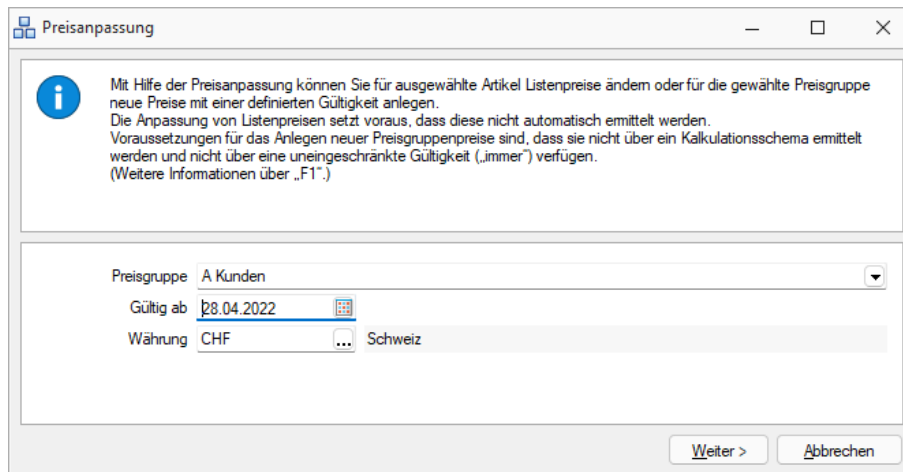 Preisanpassung
Mit Hilfe der Preisanpassung können Sie für ausgewählte Artikel Listenpreise ändern oder für die gewählte Preisgruppe
neue Preise mit einer definierten Gültigkeit anlegen.
Die Anpassung von Listenpreisen setzt voraus, dass diese nicht automatisch ermittelt werden.
Voraussetzungen für das Anlegen neuer Preisgruppenpreise sind, dass sie nicht über ein Kalkulationsschema ermittelt
werden und nicht über eine uneingeschränkte Gültigkeit („immer") verfügen.
(Weitere Informationen über „F1".)
Preisgruppe A Kunden
Gültig ab 28.04.2022
Währung CHF ... Schweiz
Weiter > Abbrechen